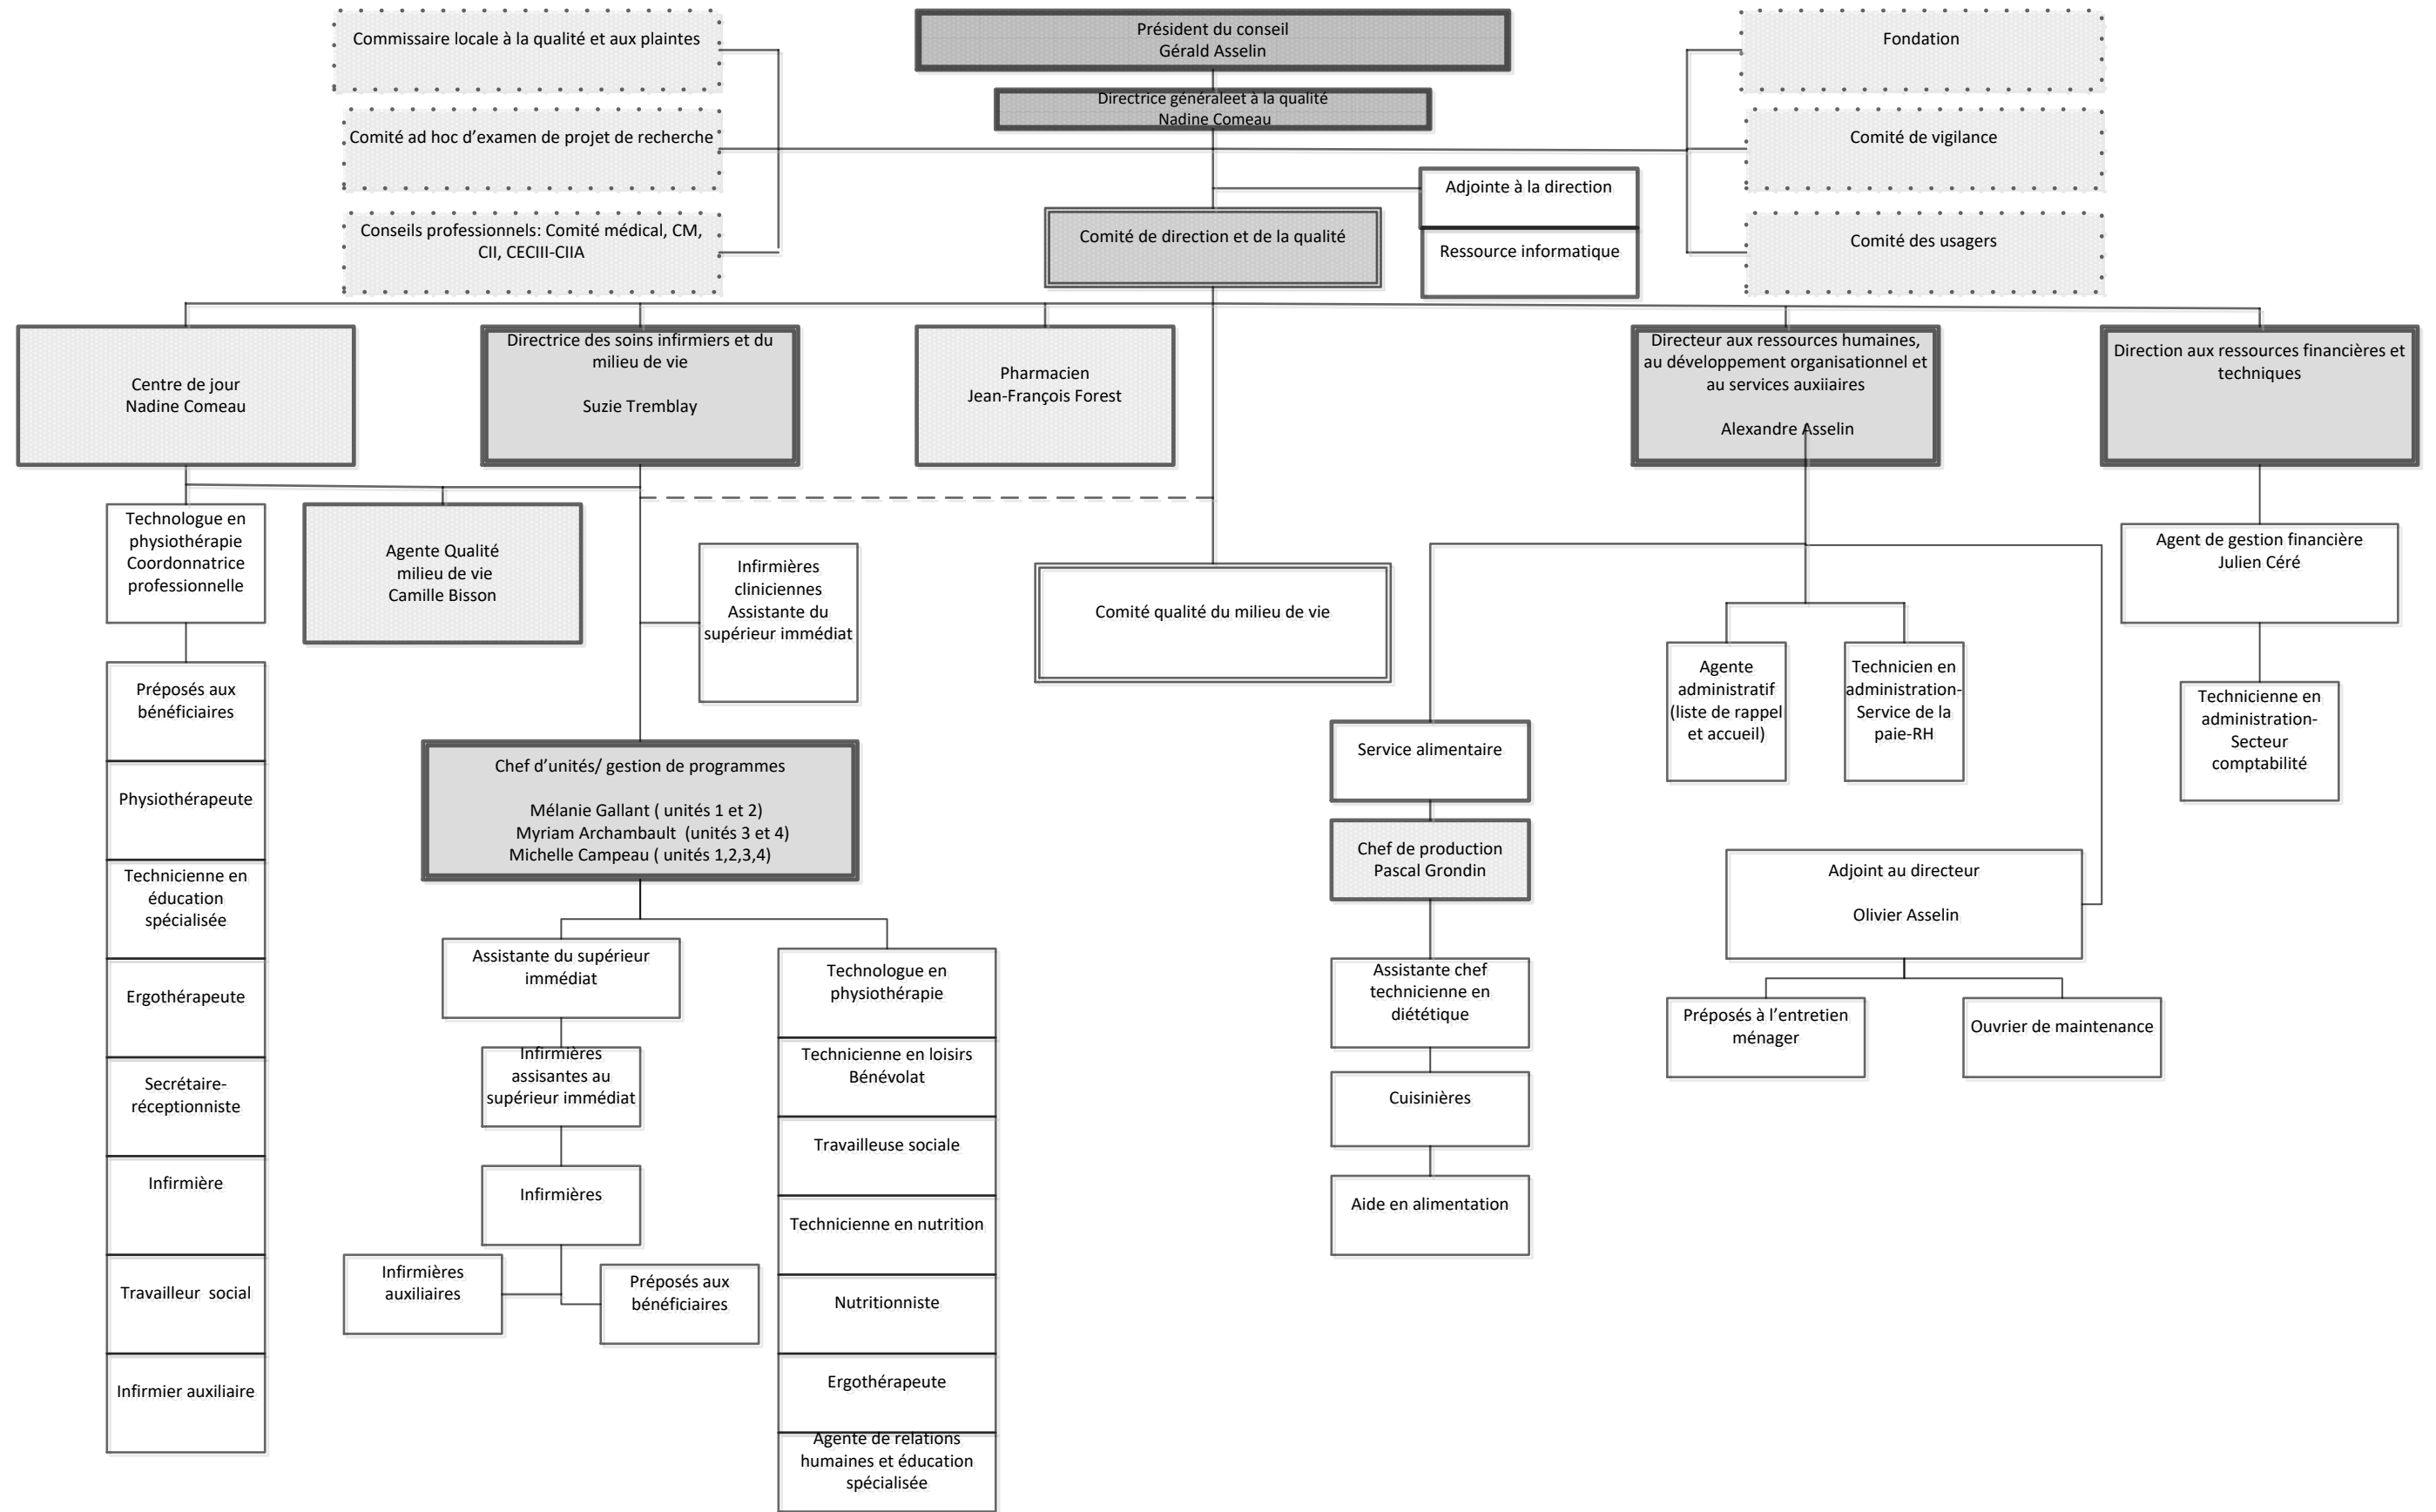 Commissaire locale à la qualité et aux plaintes
Comité ad hoc d’examen de projet de recherche
Conseils professionnels: Comité médical, CM,
CII, CECIII-CIIA
Président du conseil
Gérald Asselin
Directrice généraleet à la qualité
Nadine Comeau
Adjointe à la direction
Ressource informatique
Comité de direction et de la qualité
Fondation
Comité de vigilance
Comité des usagers
Centre de jour
Nadine Comeau
Directrice des soins infirmiers et du
milieu de vie
Suzie Tremblay
Pharmacien
Jean-François Forest
Directeur aux ressources humaines,
au développement organisationnel et
au services auxiiaires
Alexandre Asselin
Direction aux ressources financières et
techniques
Technologue en
physiothérapie
Coordonnatrice
professionnelle
Préposés aux
bénéficiaires
Physiothérapeute
Technicienne en
éducation
spécialisée
Ergothérapeute
Secrétaire-
réceptionniste
Infirmière
Travailleur social
Infirmier auxiliaire
Agente Qualité
milieu de vie
Camille Bisson
Infirmières
cliniciennes
Assistante du
supérieur immédiat
Comité qualité du milieu de vie
Chef d’unités/ gestion de programmes
Mélanie Gallant ( unités 1 et 2)
Myriam Archambault (unités 3 et 4)
Michelle Campeau ( unités 1,2,3,4)
Assistante du supérieur
immédiat
Infirmières
assisantes au
supérieur immédiat
Infirmières
Infirmières
auxiliaires
Préposés aux
bénéficiaires
Technologue en
physiothérapie
Technicienne en loisirs
Bénévolat
Travailleuse sociale
Technicienne en nutrition
Nutritionniste
Ergothérapeute
Agente de relations
humaines et éducation
spécialisée
Service alimentaire
Chef de production
Pascal Grondin
Assistante chef
technicienne en
diététique
Cuisinières
Aide en alimentation
Agente
administratif
(liste de rappel
et accueil)
Technicien en
administration-
Service de la
paie-RH
Adjoint au directeur
Olivier Asselin
Préposés à l’entretien
ménager
Ouvrier de maintenance
Agent de gestion financière
Julien Céré
Technicienne en
administration-
Secteur
comptabilité